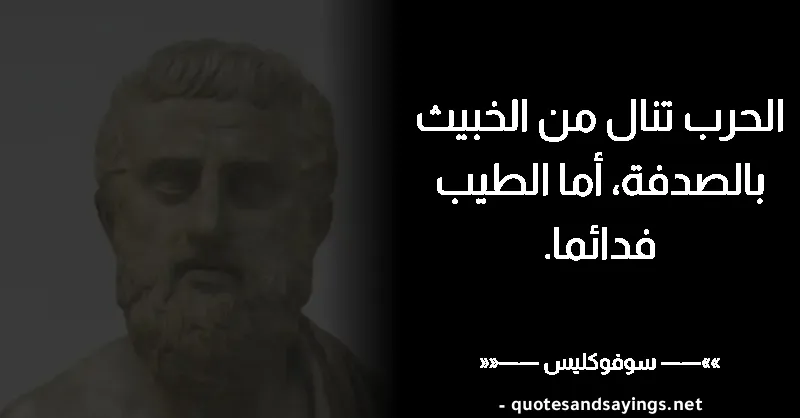 الحرب تنال من الخبيث
بالصدفة، أما الطيب
فدائما.
»»—— سوفوكليس ——««
- quotesandsayings.net